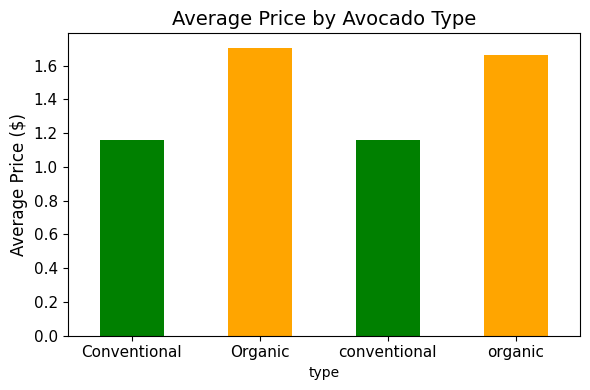 Average Price by Avocado Type
Average Price ($)
1.6
1.4
1.2
1.0
0.8
0.6
0.4
0.2
0.0
Conventional Organic conventional organic
type